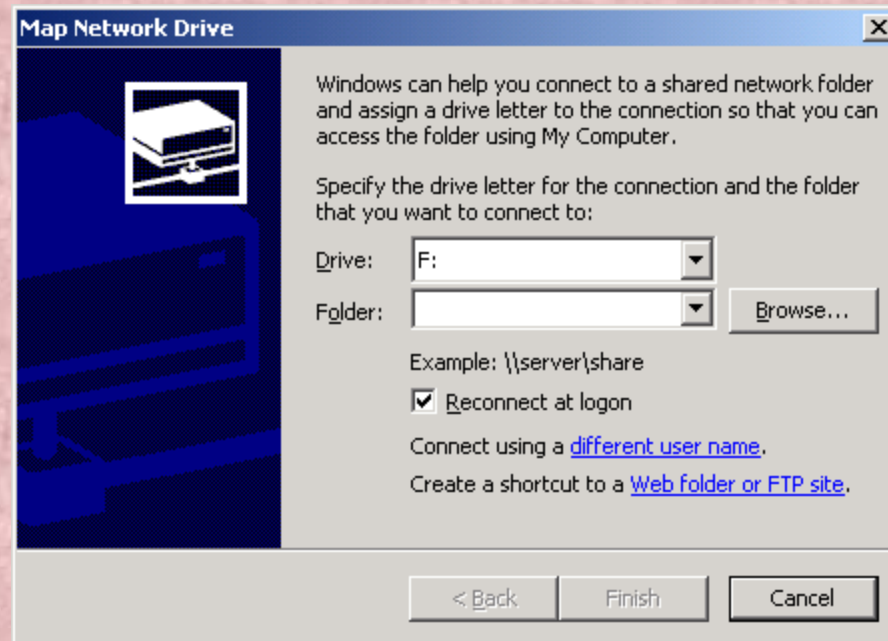 Map Network Drive
Windows can help you connect to a shared network folder
and assign a drive letter to the connection so that you can
access the folder using My Computer.
Specify the drive letter for the connection and the folder
that you want to connect to:
Drive: F:
Folder: Browse...
Example: \\server\share
Reconnect at logon
Connect using a different user name.
Create a shortcut to a Web folder or FTP site.
< Back Finish Cancel